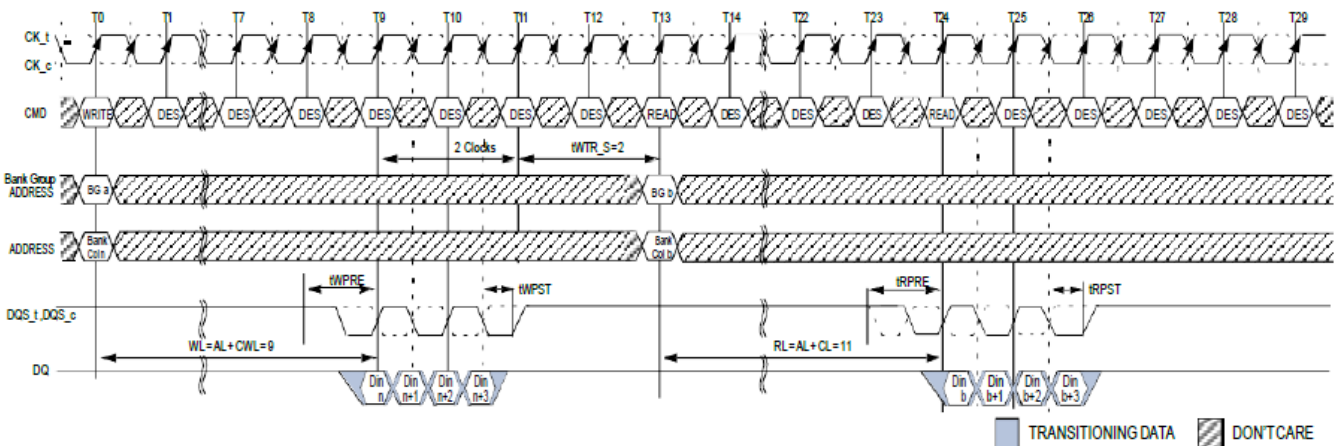 T0 T1 T7 T8 T9 T10 T11 T12 T13 T14 T22 T23 T24 T25 T26 T27 T28 T29
CK_t
CK_c
CMD WRITE DES DES DES DES DES DES DES READ DES DES DES READ DES DES DES DES DES
2 Clocks tWTR_S=2
Bank Group
ADDRESS BG a BG b
ADDRESS Bank Col n Bank Col b
tWPRE tWPST tRPRE tRPST
DQS_t,DQS_c
WL=AL+CWL=9 RL=AL+CL=11
DQ Din n Din n+1 Din n+2 Din n+3 Din b Din b+1 Din b+2 Din b+3
TRANSITIONING DATA DON'T CARE